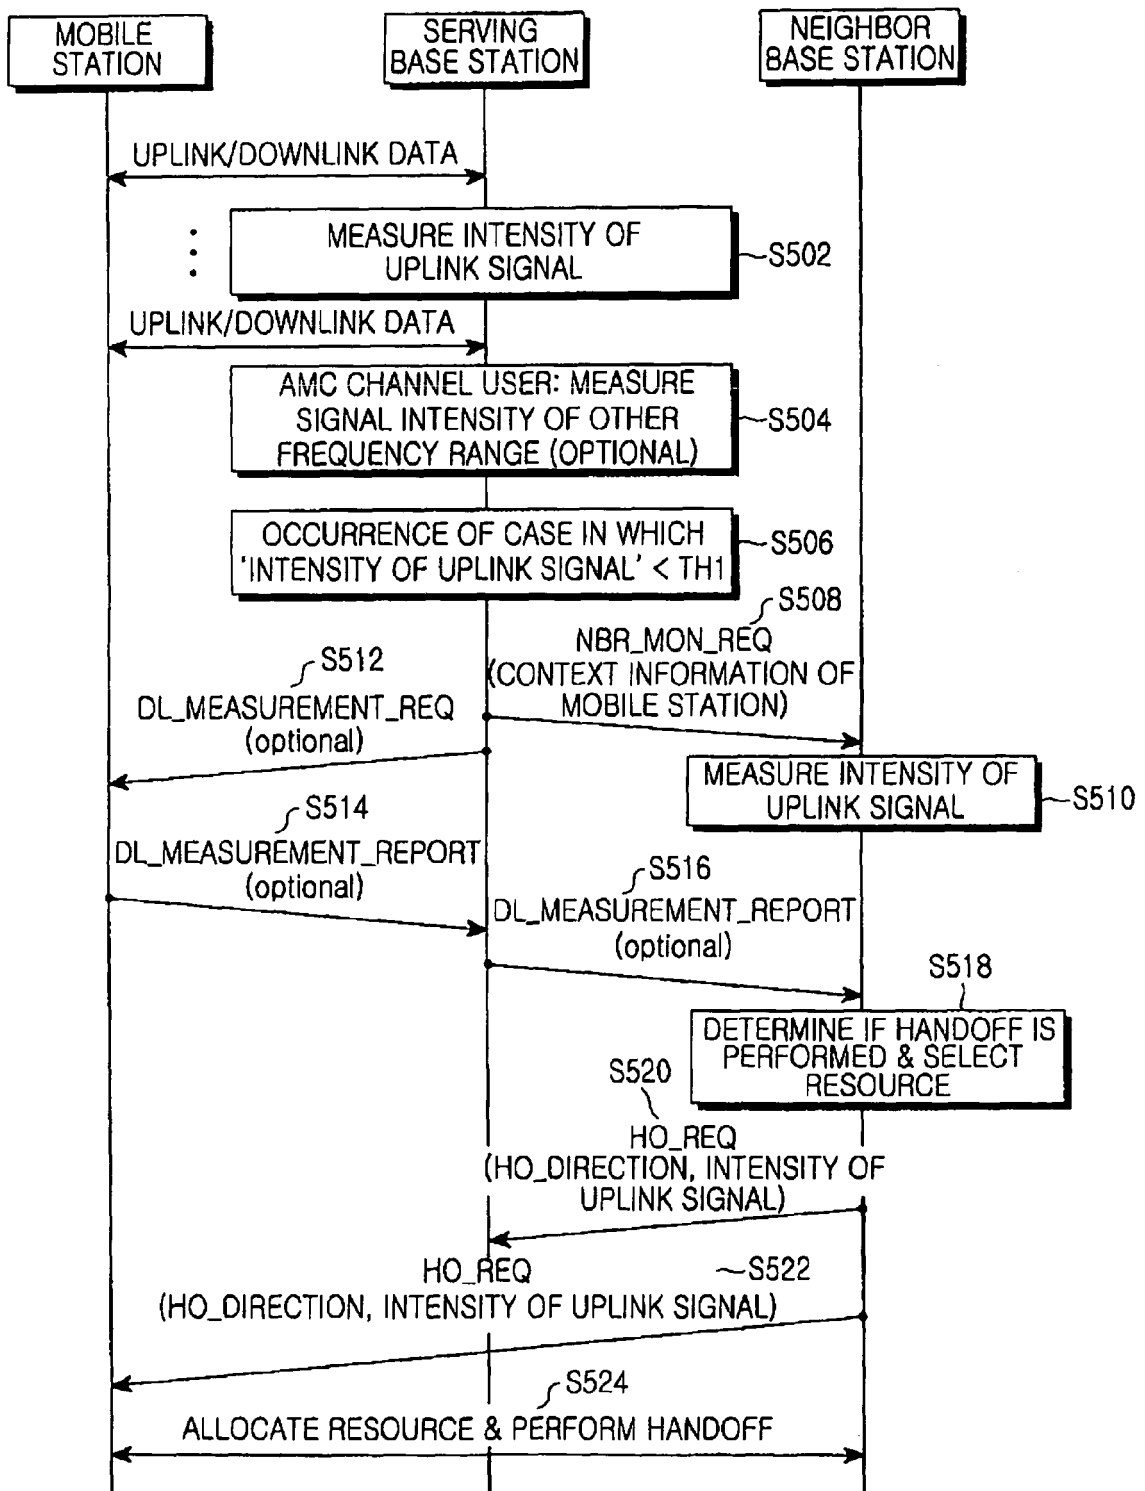 MOBILE
STATION
SERVING
BASE STATION
NEIGHBOR
BASE STATION
UPLINK/DOWNLINK DATA
MEASURE INTENSITY OF
UPLINK SIGNAL
S502
UPLINK/DOWNLINK DATA
AMC CHANNEL USER: MEASURE
SIGNAL INTENSITY OF OTHER
FREQUENCY RANGE (OPTIONAL)
S504
OCCURRENCE OF CASE IN WHICH
'INTENSITY OF UPLINK SIGNAL' < TH1
S506
S508
NBR_MON_REQ
(CONTEXT INFORMATION OF
MOBILE STATION)
S512
DL_MEASUREMENT_REQ
(optional)
MEASURE INTENSITY OF
UPLINK SIGNAL
S510
S514
DL_MEASUREMENT_REPORT
(optional)
S516
DL_MEASUREMENT_REPORT
(optional)
S518
DETERMINE IF HANDOFF IS
PERFORMED & SELECT
RESOURCE
S520
HO_REQ
(HO_DIRECTION, INTENSITY OF
UPLINK SIGNAL)
S522
HO_REQ
(HO_DIRECTION, INTENSITY OF UPLINK SIGNAL)
S524
ALLOCATE RESOURCE & PERFORM HANDOFF